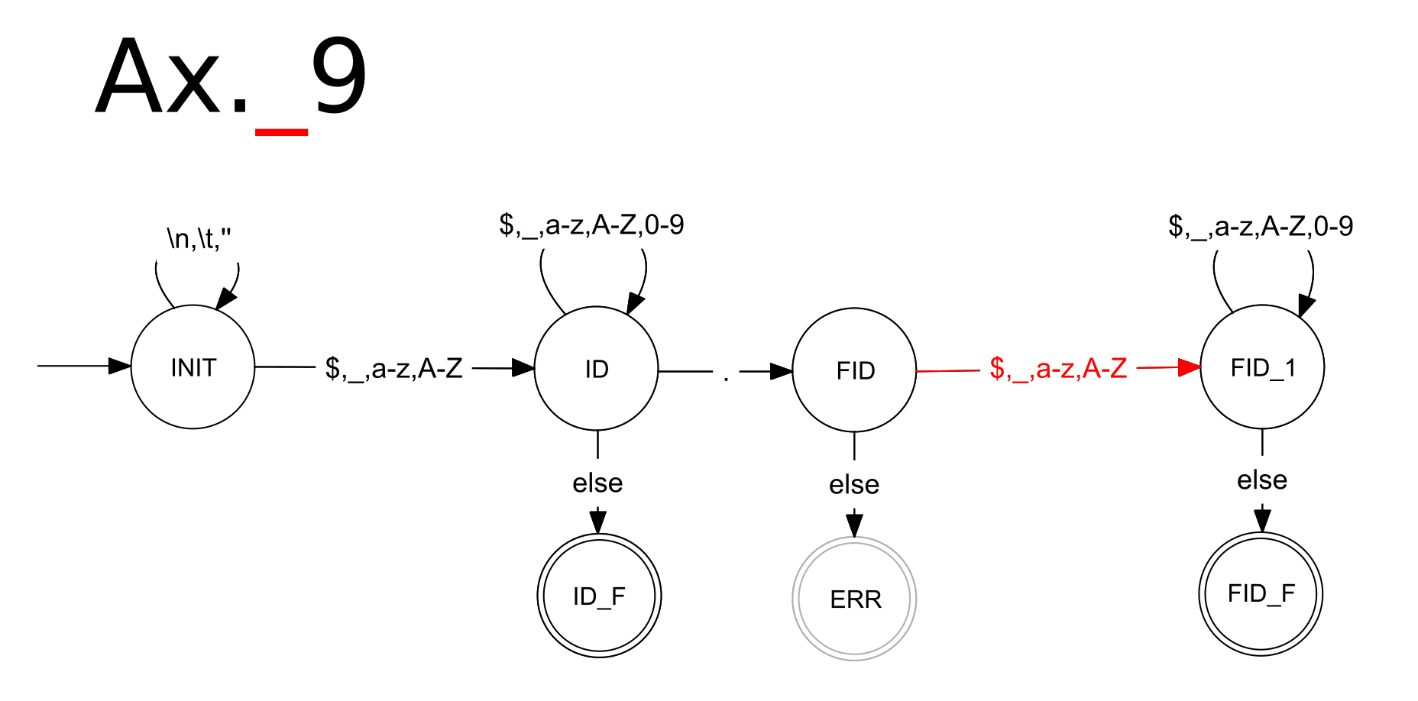 Ax._9
\n,\t,"
$,_,a-z,A-Z,0-9
$,_,a-z,A-Z,0-9
INIT
$,_,a-z,A-Z
ID
.
FID
$,_,a-z,A-Z
FID_1
else
else
else
ID_F
ERR
FID_F